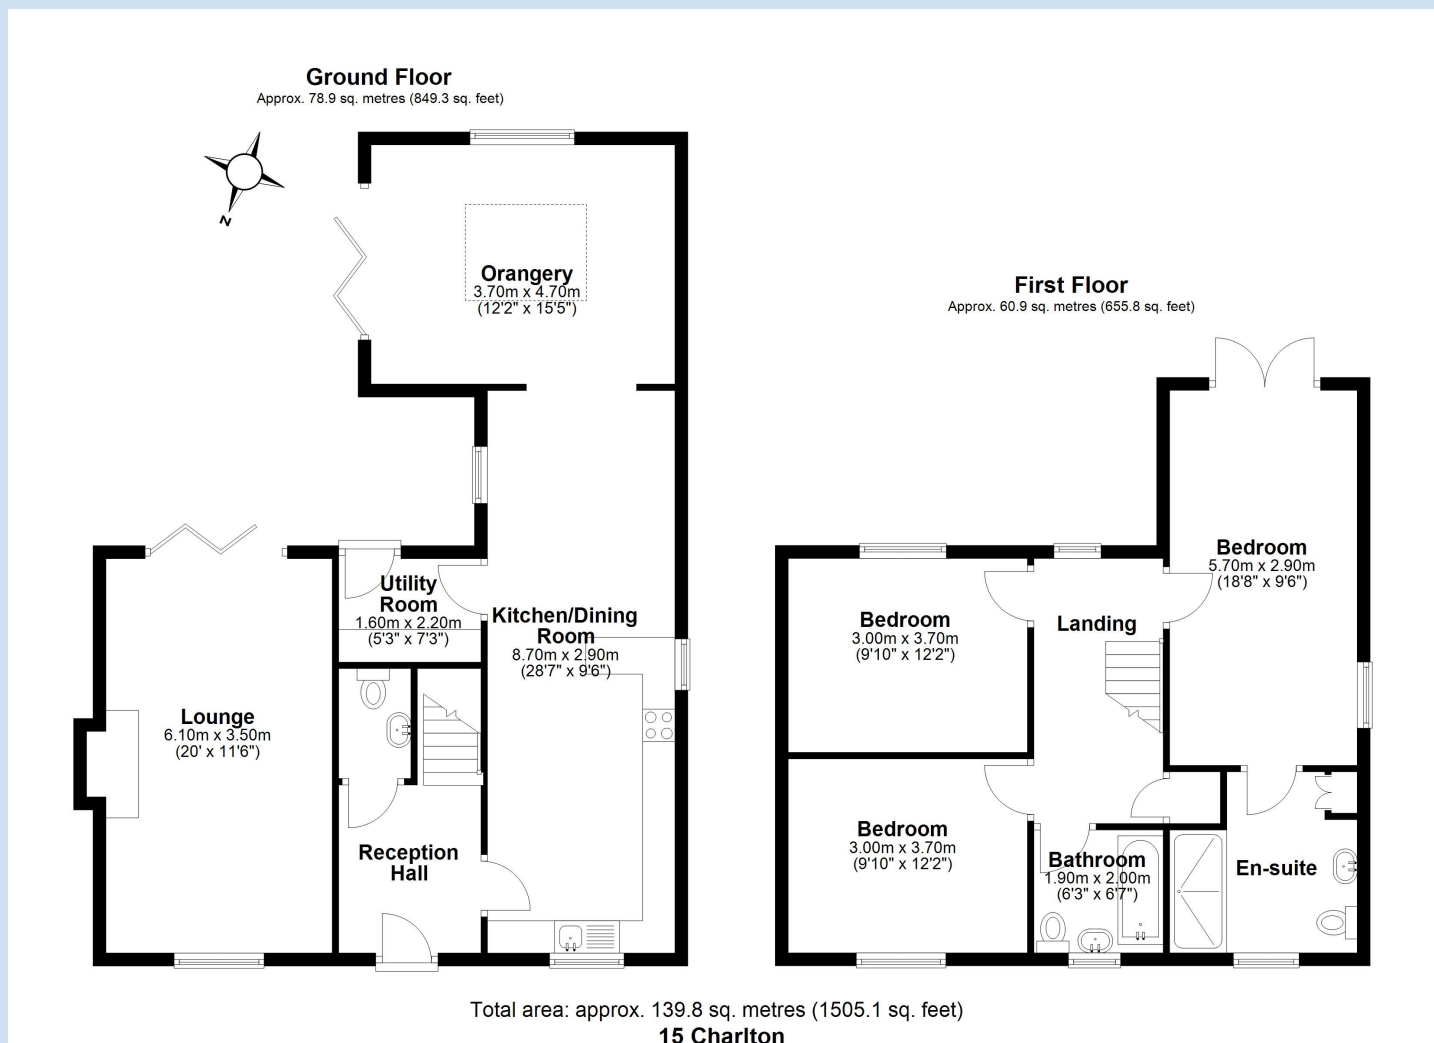 Ground Floor
Approx. 78.9 sq. metres (849.3 sq. feet)
N
Orangery
3.70m x 4.70m
(12'2" x 15'5")
Utility
Room
1.60m x 2.20m
(5'3" x 7'3")
Kitchen/Dining
Room
8.70m x 2.90m
(28'7" x 9'6")
Lounge
6.10m x 3.50m
(20' x 11'6")
Reception
Hall
First Floor
Approx. 60.9 sq. metres (655.8 sq. feet)
Bedroom
5.70m x 2.90m
(18'8" x 9'6")
Bedroom
3.00m x 3.70m
(9'10" x 12'2")
Landing
Bedroom
3.00m x 3.70m
(9'10" x 12'2")
Bathroom
1.90m x 2.00m
(6'3" x 6'7")
En-suite
Total area: approx. 139.8 sq. metres (1505.1 sq. feet)
15 Charlton